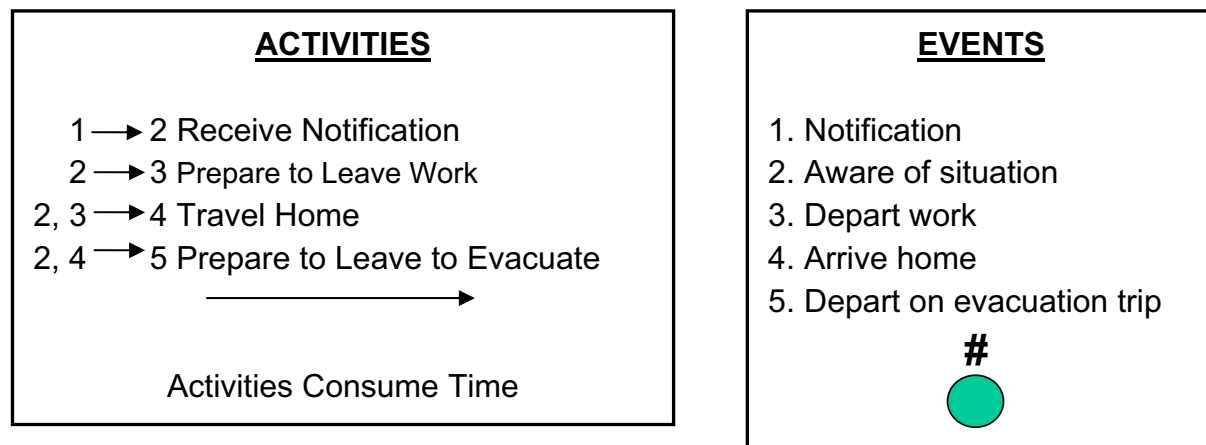 ACTIVITIES
1 → 2 Receive Notification
2 → 3 Prepare to Leave Work
2, 3 → 4 Travel Home
2, 4 → 5 Prepare to Leave to Evacuate
Activities Consume Time
EVENTS
1. Notification
2. Aware of situation
3. Depart work
4. Arrive home
5. Depart on evacuation trip
#